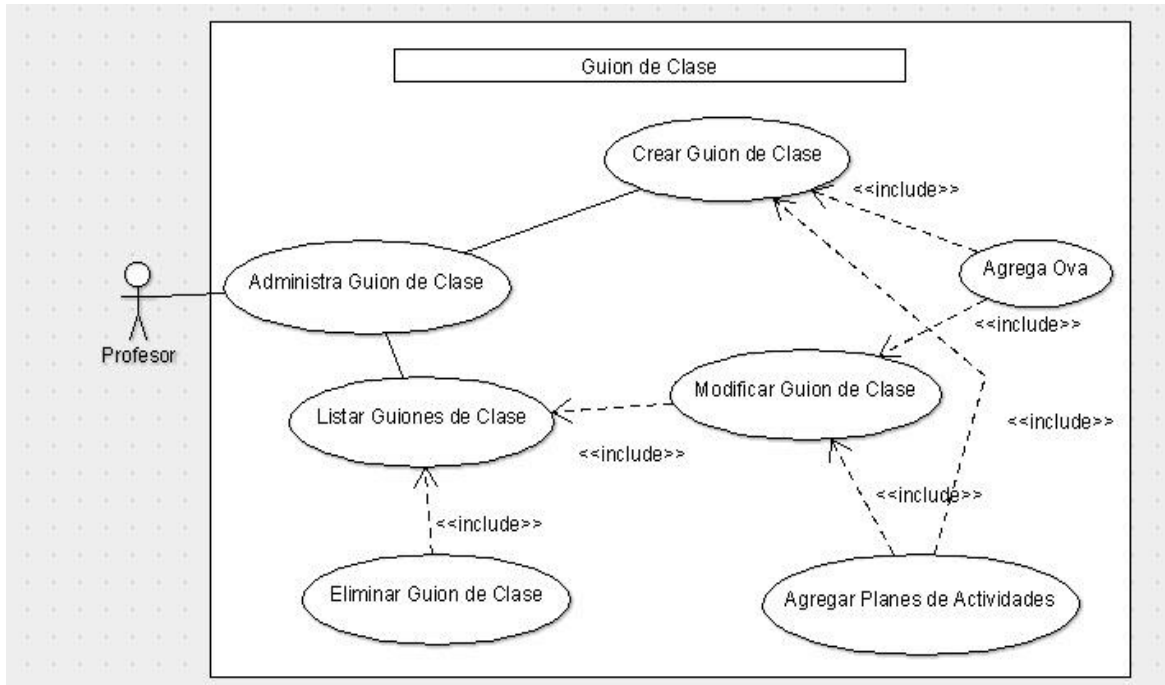 Guion de Clase
Crear Guion de Clase
<<include>>
Administra Guion de Clase
Agrega Ova
<<include>>
Profesor
Modificar Guion de Clase
Listar Guiones de Clase
<<include>>
<<include>>
<<include>>
<<include>>
Eliminar Guion de Clase
Agregar Planes de Actividades